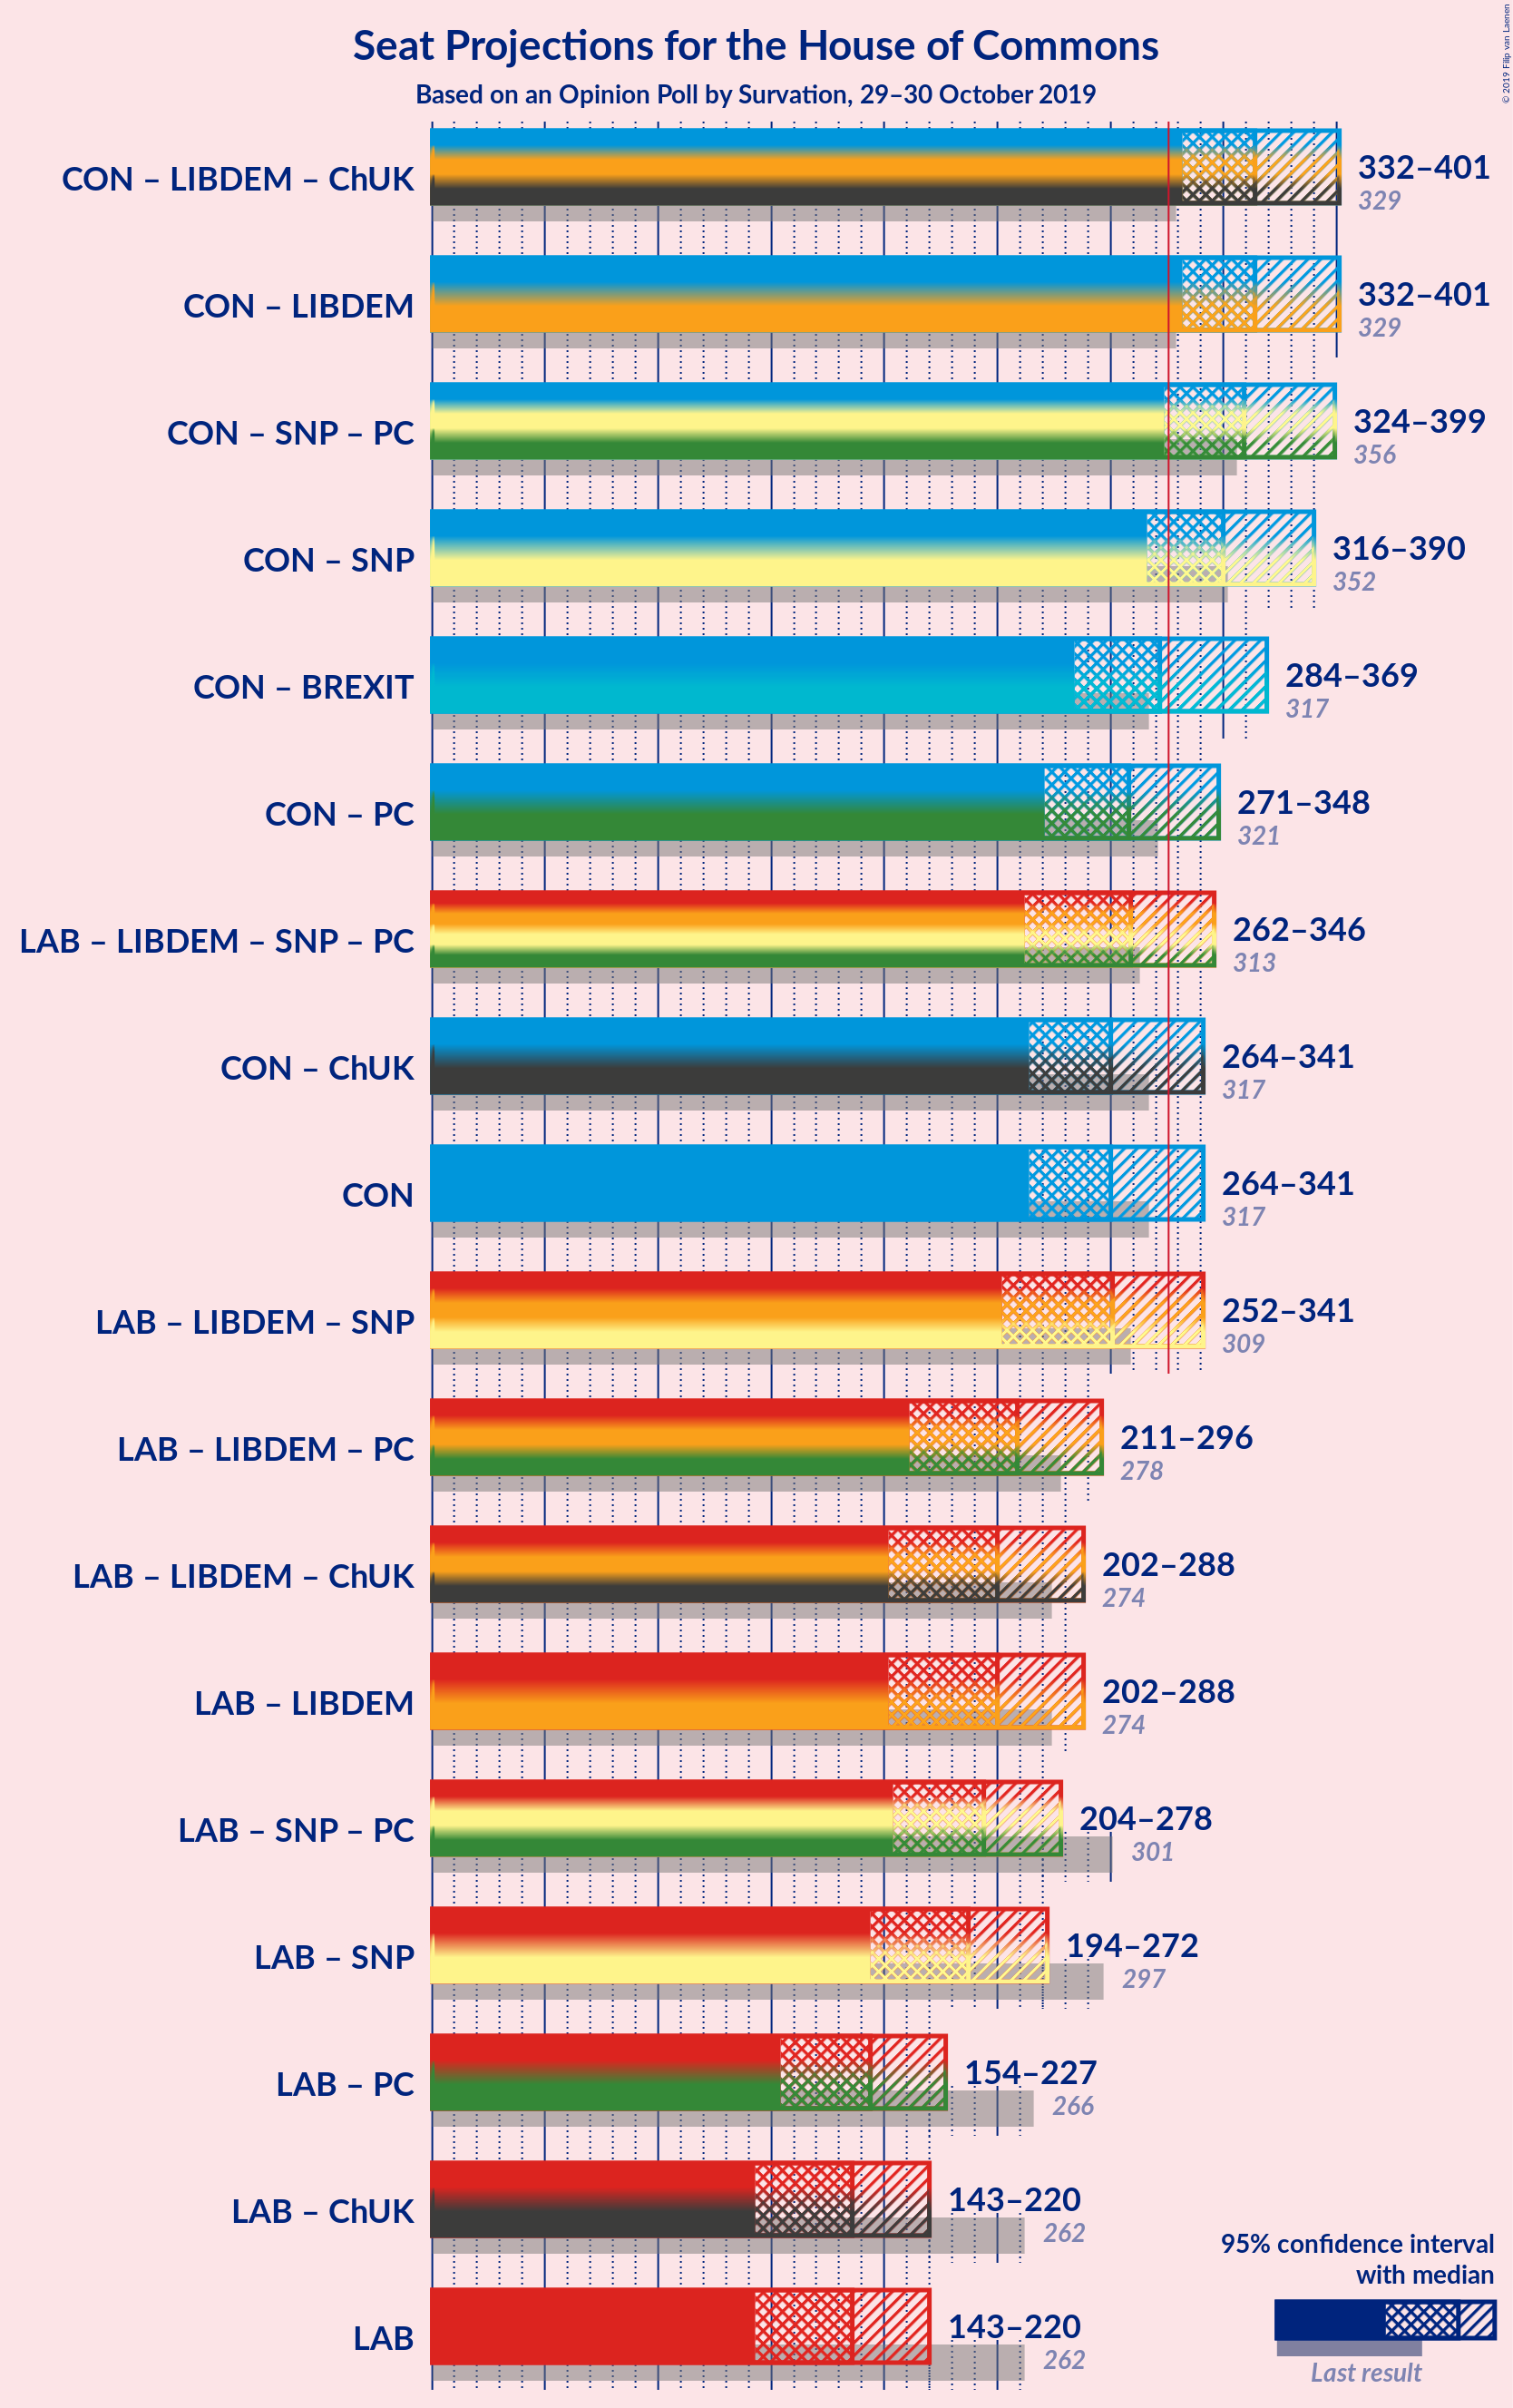 Seat Projections for the House of Commons
Based on an Opinion Poll by Survation, 29–30 October 2019
© 2019 Filip van Laenen
CON – LIBDEM – ChUK
332–401
329
CON – LIBDEM
332–401
329
CON – SNP – PC
324–399
356
CON – SNP
316–390
352
CON – BREXIT
284–369
317
CON – PC
271–348
321
LAB – LIBDEM – SNP – PC
262–346
313
CON – ChUK
264–341
317
CON
264–341
317
LAB – LIBDEM – SNP
252–341
309
LAB – LIBDEM – PC
211–296
278
LAB – LIBDEM – ChUK
202–288
274
LAB – LIBDEM
202–288
274
LAB – SNP – PC
204–278
301
LAB – SNP
194–272
297
LAB – PC
154–227
266
LAB – ChUK
143–220
262
LAB
143–220
262
95% confidence interval
with median
Last result